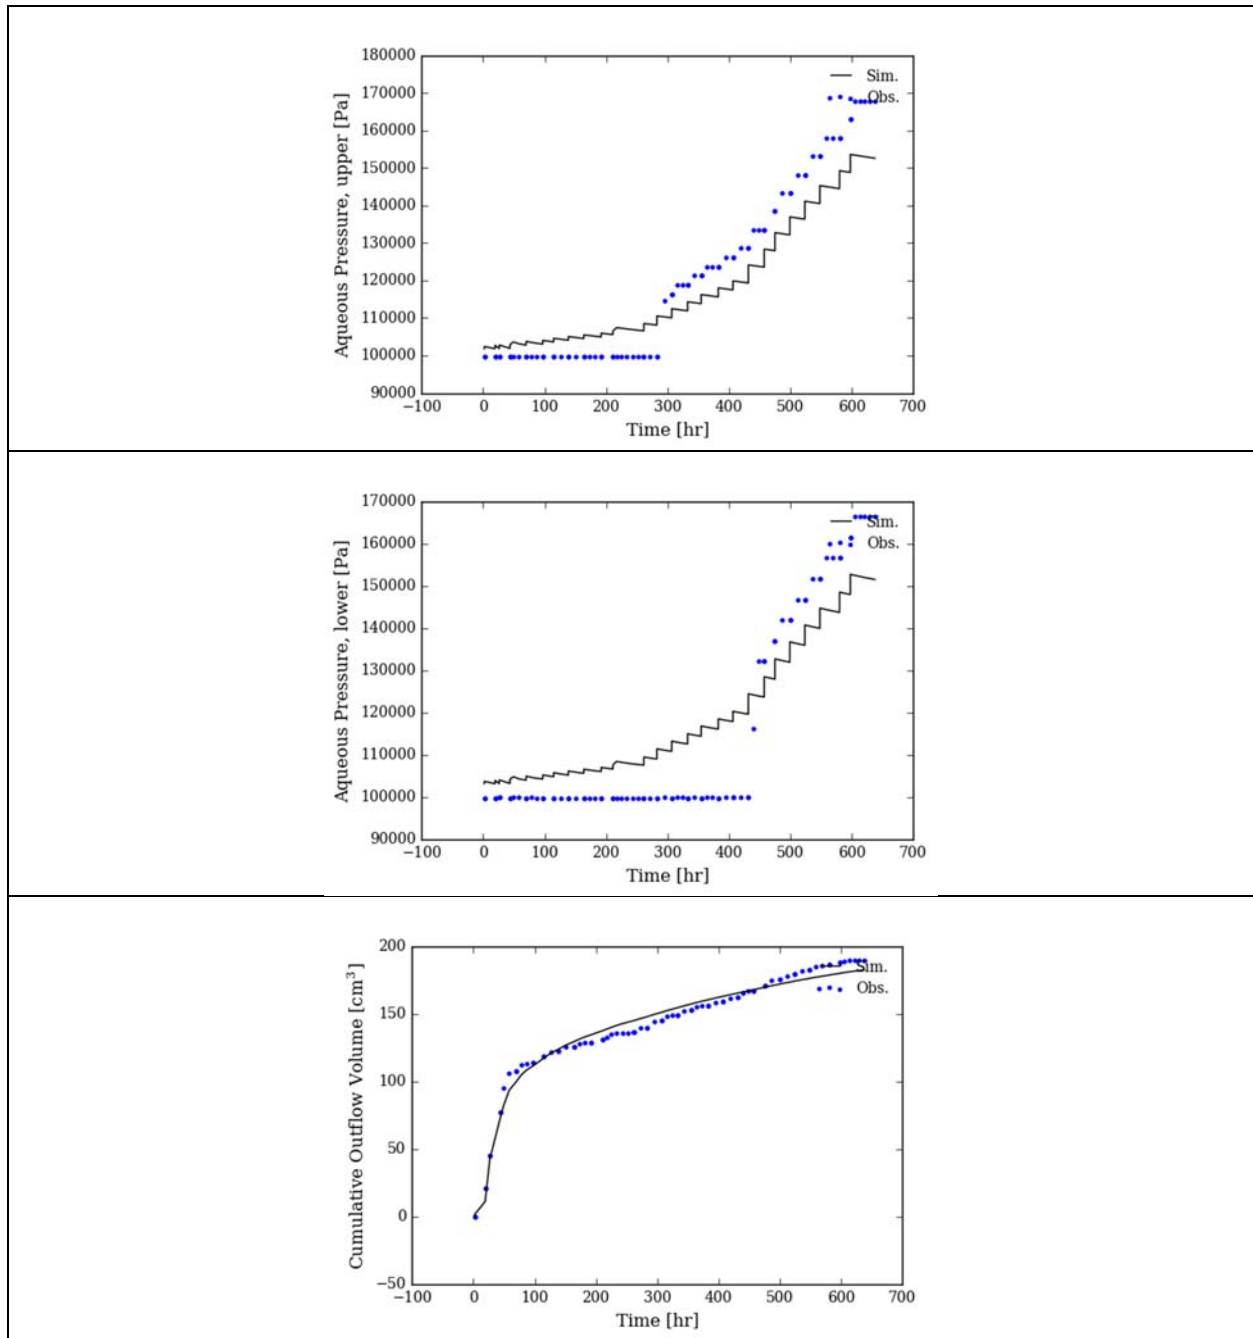 180000
170000
160000
150000
140000
130000
120000
110000
100000
90000
Aqueous Pressure, upper [Pa]
Sim.
Obs.
−100 0 100 200 300 400 500 600 700
Time [hr]
170000
160000
150000
140000
130000
120000
110000
100000
90000
Aqueous Pressure, lower [Pa]
Sim.
Obs.
−100 0 100 200 300 400 500 600 700
Time [hr]
200
150
100
50
0
−50
Cumulative Outflow Volume [cm³]
Sim.
Obs.
−100 0 100 200 300 400 500 600 700
Time [hr]